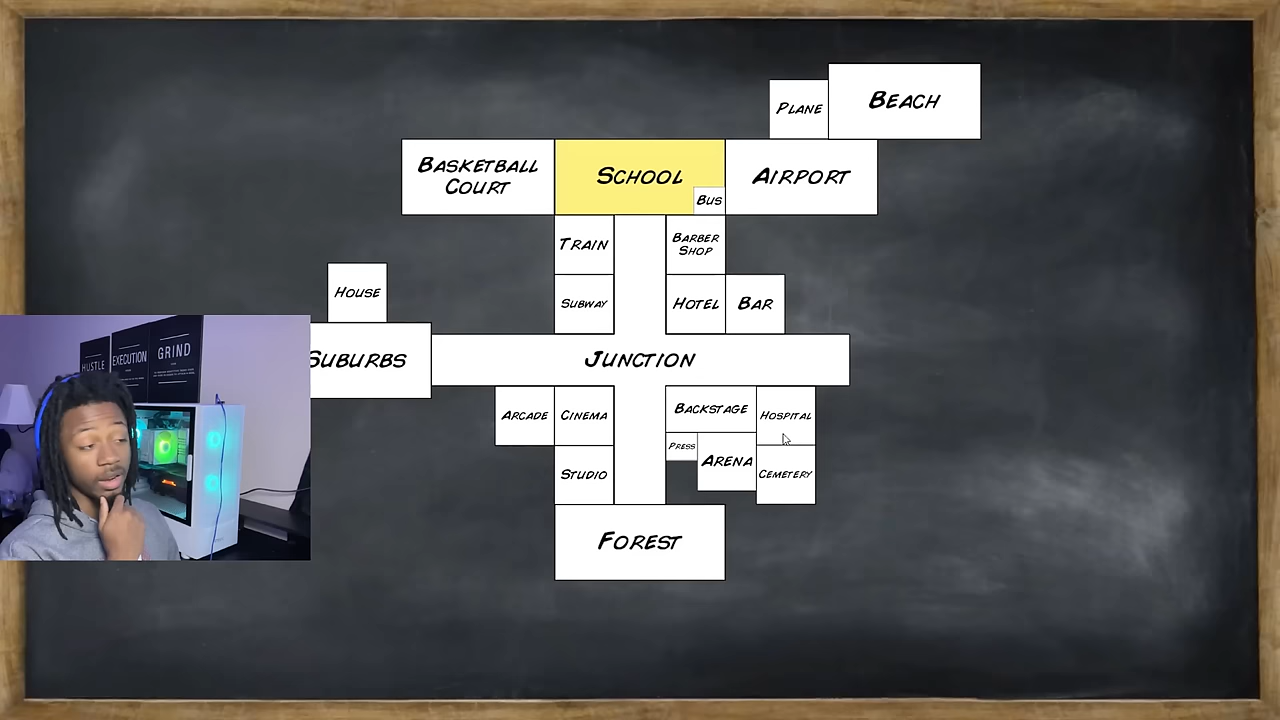 Beach
Plane
Basketball
Court
School
Bus
Airport
Train
Barber
Shop
House
Subway
Hotel
Bar
Suburbs
Junction
Arcade
Cinema
Backstage
Hospital
Press
Arena
Studio
Cemetery
Forest
HUSTLE
EXECUTION
GRIND